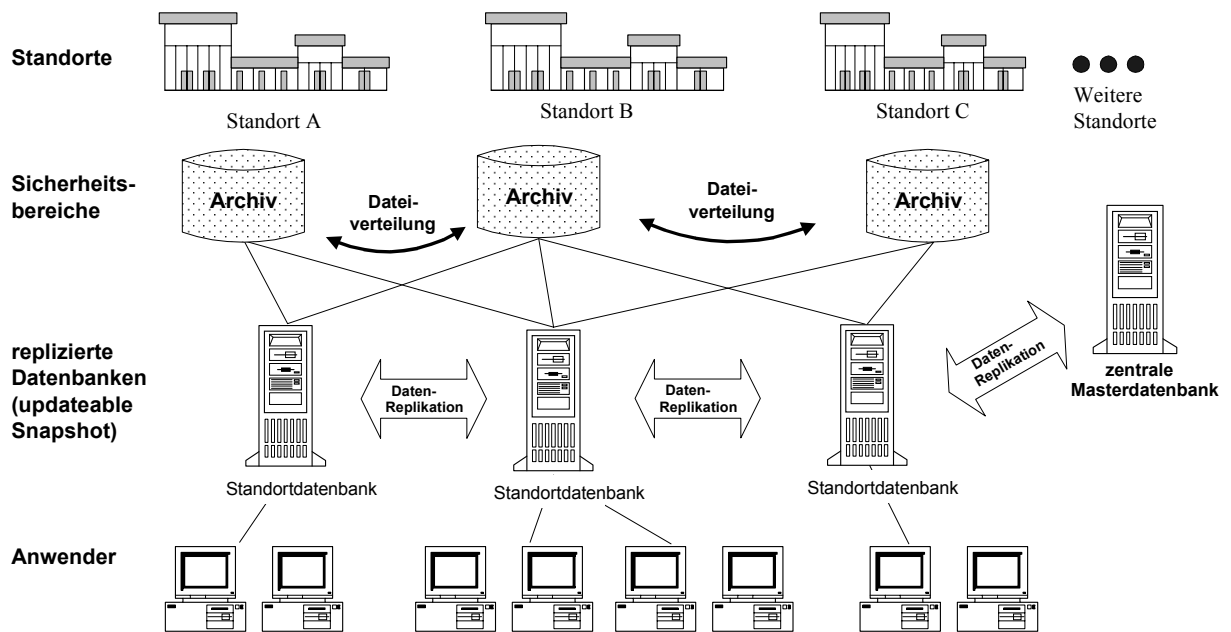 Standorte
Standort A
Standort B
Standort C
Weitere
Standorte
Sicherheits-
bereiche
Archiv
Datei-
verteilung
Archiv
Datei-
verteilung
Archiv
replizierte
Datenbanken
(updateable
Snapshot)
Daten-
Replikation
Daten-
Replikation
Daten-
Replikation
zentrale
Masterdatenbank
Standortdatenbank
Standortdatenbank
Standortdatenbank
Anwender